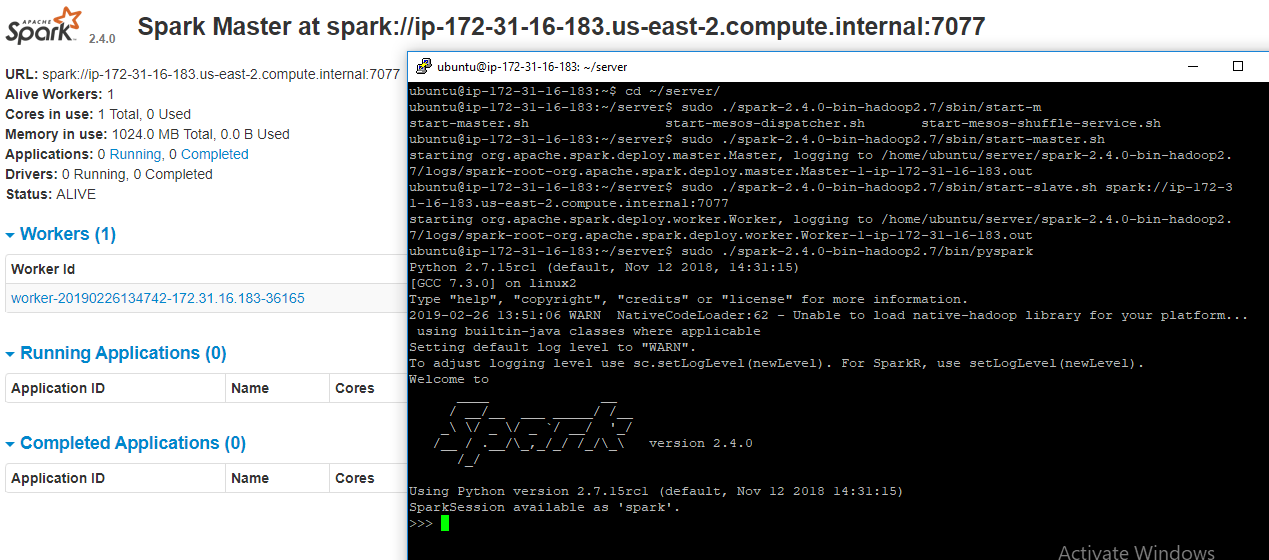 APACHE
Spark 2.4.0
Spark Master at spark://ip-172-31-16-183.us-east-2.compute.internal:7077
URL: spark://ip-172-31-16-183.us-east-2.compute.internal:7077
Alive Workers: 1
Cores in use: 1 Total, 0 Used
Memory in use: 1024.0 MB Total, 0.0 B Used
Applications: 0 Running, 0 Completed
Drivers: 0 Running, 0 Completed
Status: ALIVE
Workers (1)
Worker Id
worker-20190226134742-172.31.16.183-36165
Running Applications (0)
Application ID Name Cores
Completed Applications (0)
Application ID Name Cores
ubuntu@ip-172-31-16-183: ~/server
ubuntu@ip-172-31-16-183:~$ cd ~/server/
ubuntu@ip-172-31-16-183:~/server$ sudo ./spark-2.4.0-bin-hadoop2.7/sbin/start-m
start-master.sh start-mesos-dispatcher.sh start-mesos-shuffle-service.sh
ubuntu@ip-172-31-16-183:~/server$ sudo ./spark-2.4.0-bin-hadoop2.7/sbin/start-master.sh
starting org.apache.spark.deploy.master.Master, logging to /home/ubuntu/server/spark-2.4.0-bin-hadoop2.
7/logs/spark-root-org.apache.spark.deploy.master.Master-1-ip-172-31-16-183.out
ubuntu@ip-172-31-16-183:~/server$ sudo ./spark-2.4.0-bin-hadoop2.7/sbin/start-slave.sh spark://ip-172-3
1-16-183.us-east-2.compute.internal:7077
starting org.apache.spark.deploy.worker.Worker, logging to /home/ubuntu/server/spark-2.4.0-bin-hadoop2.
7/logs/spark-root-org.apache.spark.deploy.worker.Worker-1-ip-172-31-16-183.out
ubuntu@ip-172-31-16-183:~/server$ sudo ./spark-2.4.0-bin-hadoop2.7/bin/pyspark
Python 2.7.15rc1 (default, Nov 12 2018, 14:31:15)
[GCC 7.3.0] on linux2
Type "help", "copyright", "credits" or "license" for more information.
2019-02-26 13:51:06 WARN  NativeCodeLoader:62 - Unable to load native-hadoop library for your platform...
 using builtin-java classes where applicable
Setting default log level to "WARN".
To adjust logging level use sc.setLogLevel(newLevel). For SparkR, use setLogLevel(newLevel).
Welcome to
Spark version 2.4.0
Using Python version 2.7.15rc1 (default, Nov 12 2018 14:31:15)
SparkSession available as 'spark'.
>>>
Activate Windows